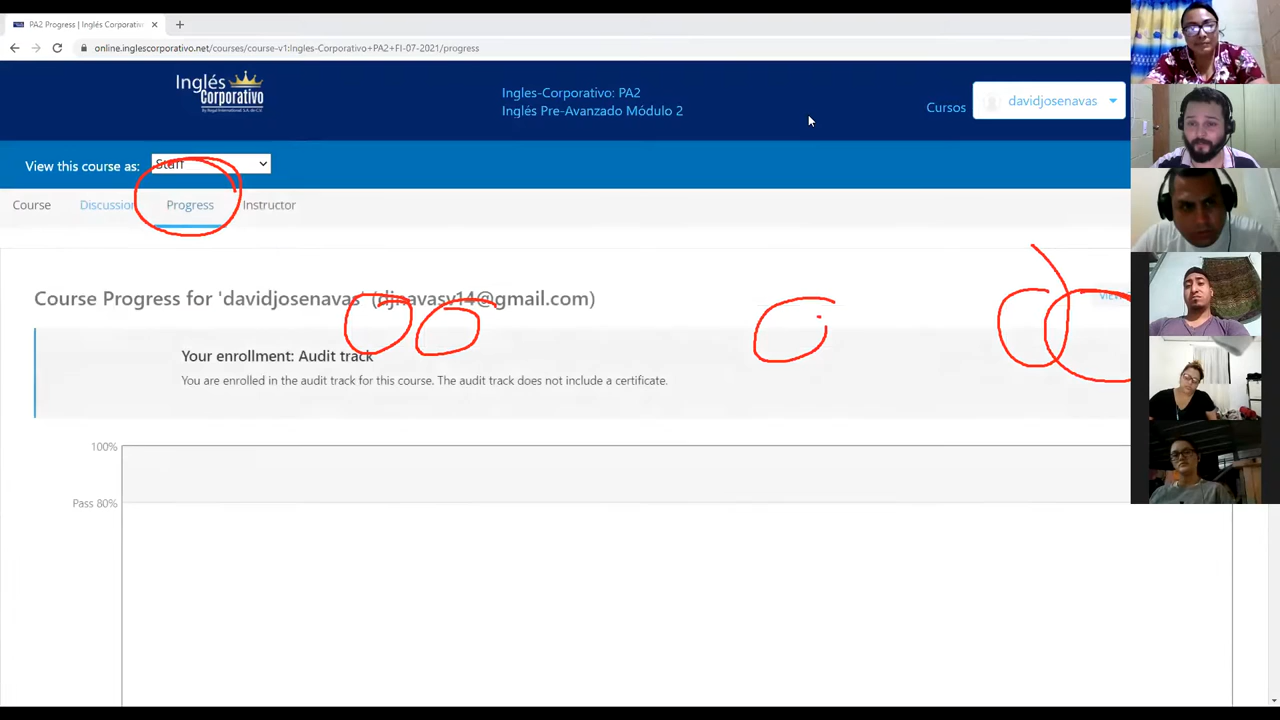 PA2 Progress | Inglés Corporativ
online.inglescorporativo.net/courses/course-v1:Ingles-Corporativo+PA2+FI-07-2021/progress
Inglés
Corporativo
Ingles-Corporativo: PA2
Inglés Pre-Avanzado Módulo 2
Cursos
davidjosenavas
View this course as:
Staff
Course
Discussion
Progress
Instructor
Course Progress for 'davidjosenavas' (djnavasv14@gmail.com)
Your enrollment: Audit track
You are enrolled in the audit track for this course. The audit track does not include a certificate.
100%
Pass 80%